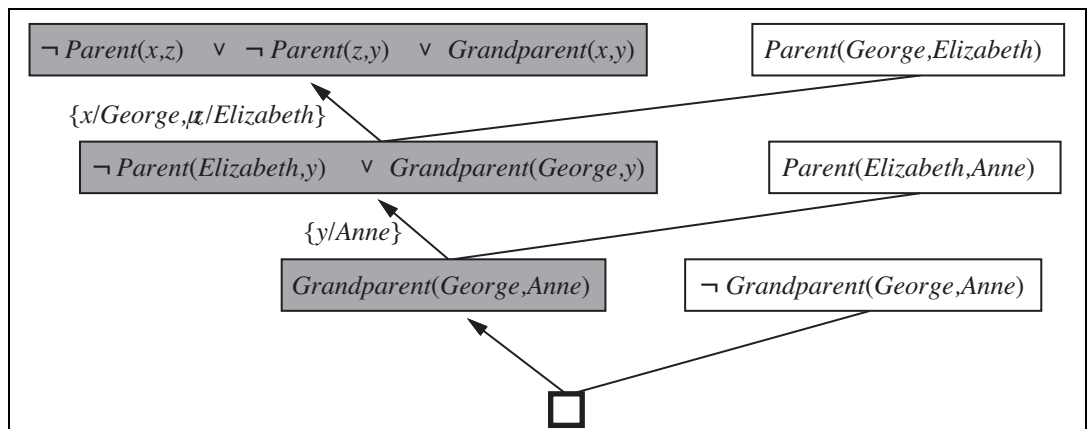 ¬ Parent(x,z) ∨ ¬ Parent(z,y) ∨ Grandparent(x,y)
Parent(George,Elizabeth)
{x/George, z/Elizabeth}
¬ Parent(Elizabeth,y) ∨ Grandparent(George,y)
Parent(Elizabeth,Anne)
{y/Anne}
Grandparent(George,Anne)
¬ Grandparent(George,Anne)